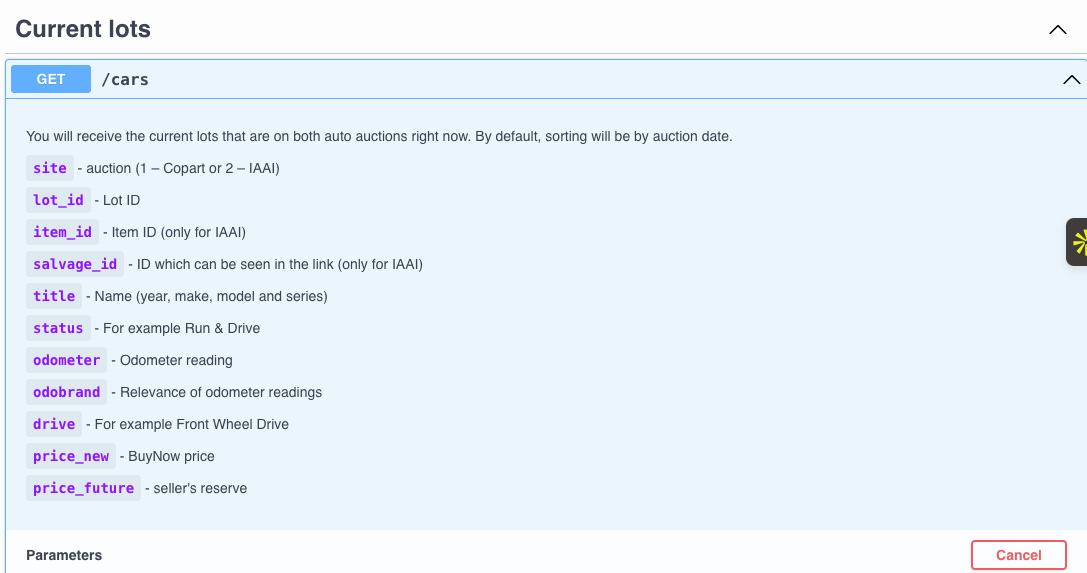 Current lots
GET /cars
You will receive the current lots that are on both auto auctions right now. By default, sorting will be by auction date.
site - auction (1 – Copart or 2 – IAAI)
lot_id - Lot ID
item_id - Item ID (only for IAAI)
salvage_id - ID which can be seen in the link (only for IAAI)
title - Name (year, make, model and series)
status - For example Run & Drive
odometer - Odometer reading
odobrand - Relevance of odometer readings
drive - For example Front Wheel Drive
price_new - BuyNow price
price_future - seller's reserve
Parameters Cancel